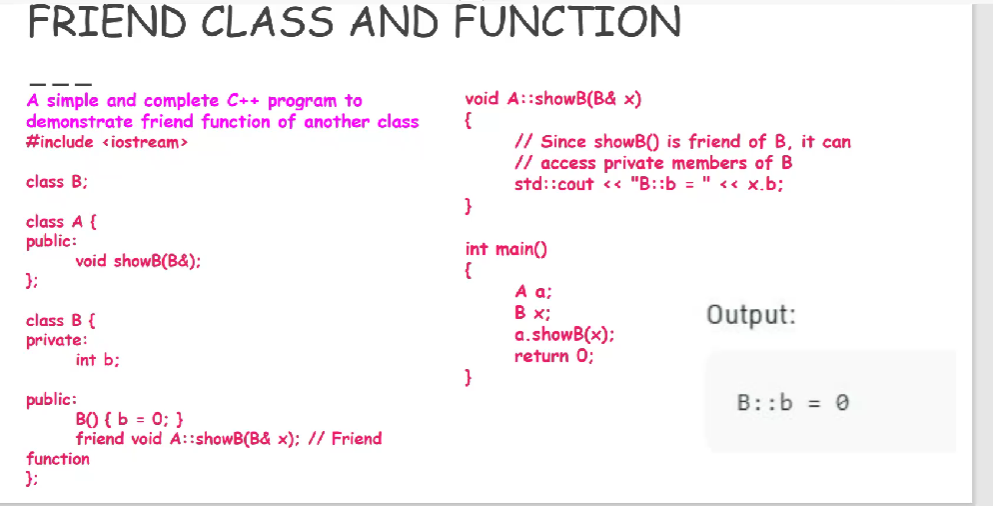 FRIEND CLASS AND FUNCTION
A simple and complete C++ program to
demonstrate friend function of another class
#include <iostream>
class B;
class A {
public:
void showB(B&);
};
class B {
private:
int b;
public:
B() { b = 0; }
friend void A::showB(B& x); // Friend
function
};
void A::showB(B& x)
{
// Since showB() is friend of B, it can
// access private members of B
std::cout << "B::b = " << x.b;
}
int main()
{
A a;
B x;
a.showB(x);
return 0;
}
Output:
B::b = 0